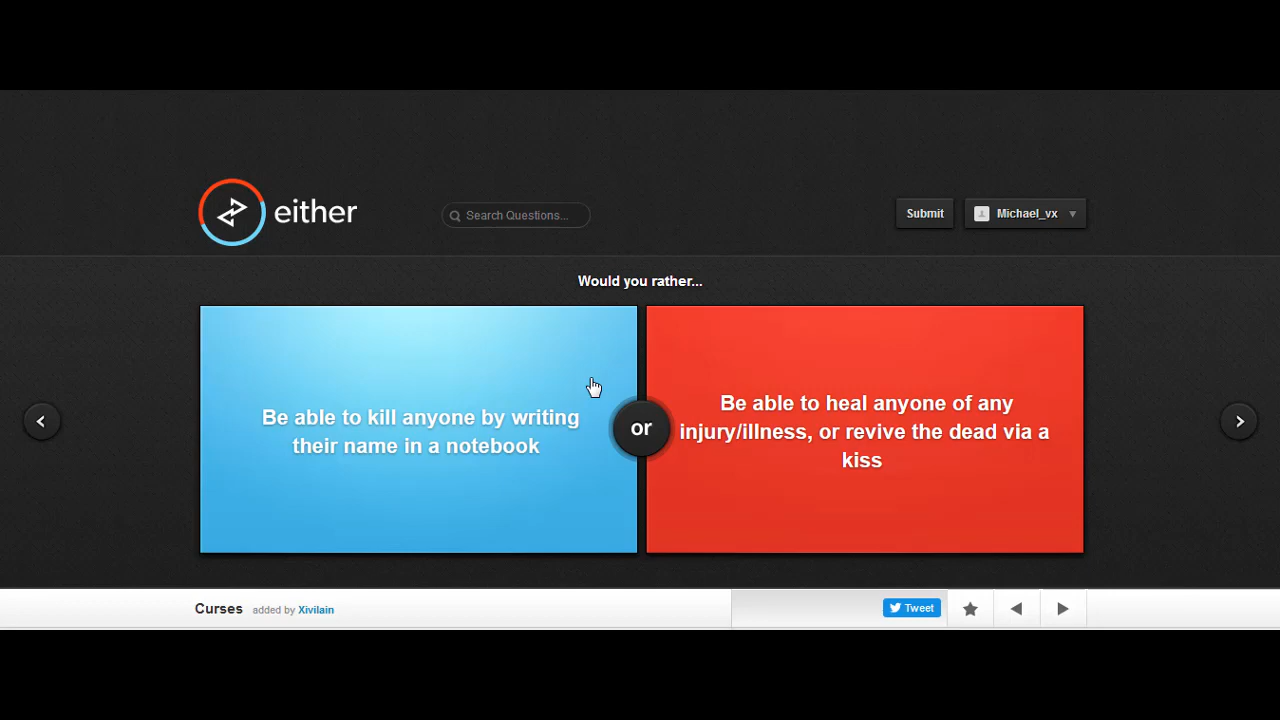 either
Search Questions...
Submit
Michael_vx
Would you rather...
Be able to kill anyone by writing
their name in a notebook
or
Be able to heal anyone of any
injury/illness, or revive the dead via a
kiss
Curses added by Xivilain
Tweet